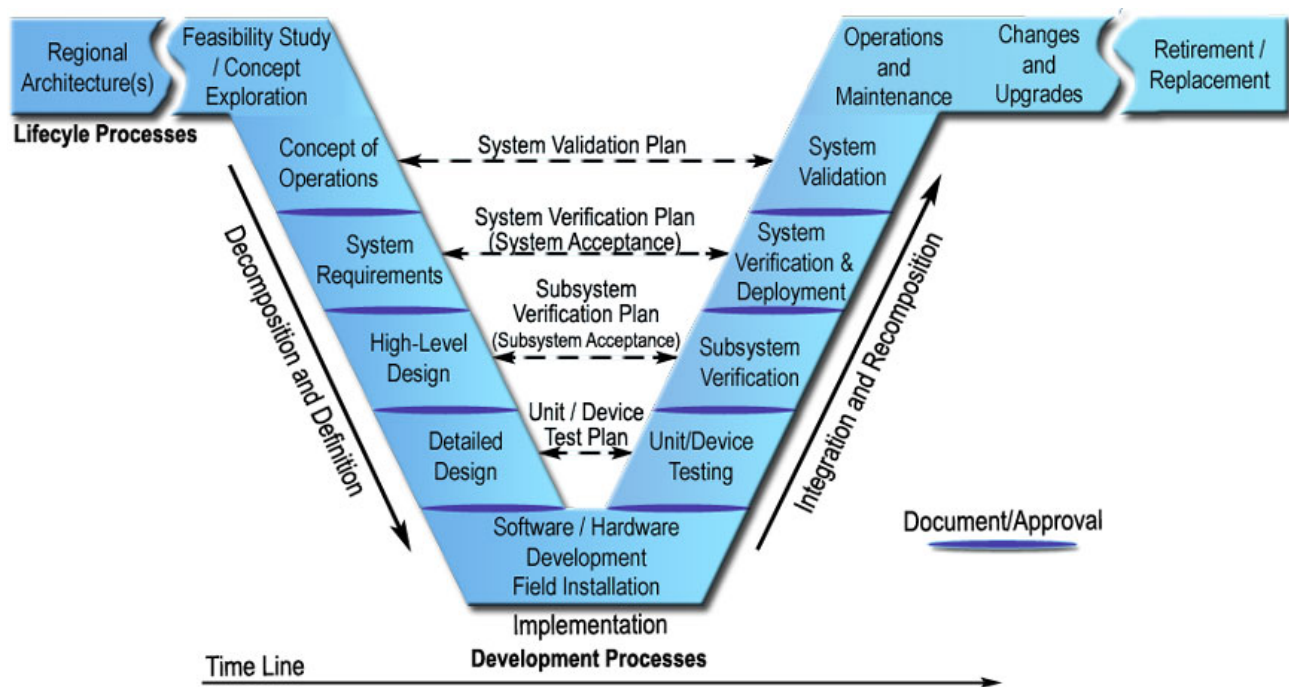 Regional
Architecture(s)
Feasibility Study
/ Concept
Exploration
Operations
and
Maintenance
Changes
and
Upgrades
Retirement /
Replacement
Lifecyle Processes
Concept of
Operations
System Validation Plan
System
Validation
System
Requirements
System Verification Plan
(System Acceptance)
System
Verification &
Deployment
High-Level
Design
Subsystem
Verification Plan
(Subsystem Acceptance)
Subsystem
Verification
Detailed
Design
Unit / Device
Test Plan
Unit/Device
Testing
Decomposition and Definition
Integration and Recomposition
Software / Hardware
Development
Field Installation
Document/Approval
Implementation
Development Processes
Time Line